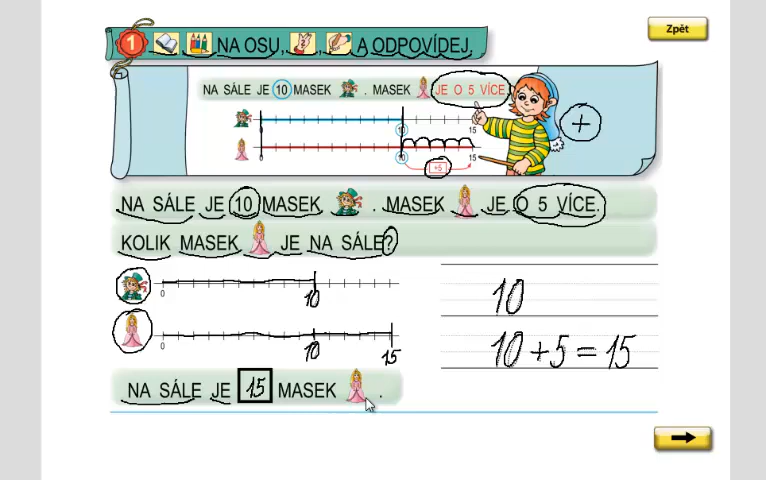 Zpět
1 NA OSU, A ODPOVÍDEJ.
NA SÁLE JE 10 MASEK . MASEK JE O 5 VÍCE.
0 10 15
+
0 10 15
+5
NA SÁLE JE 10 MASEK . MASEK JE O 5 VÍCE.
KOLIK MASEK JE NA SÁLE?
0 10
10
0 10 15
10 + 5 = 15
NA SÁLE JE 15 MASEK .